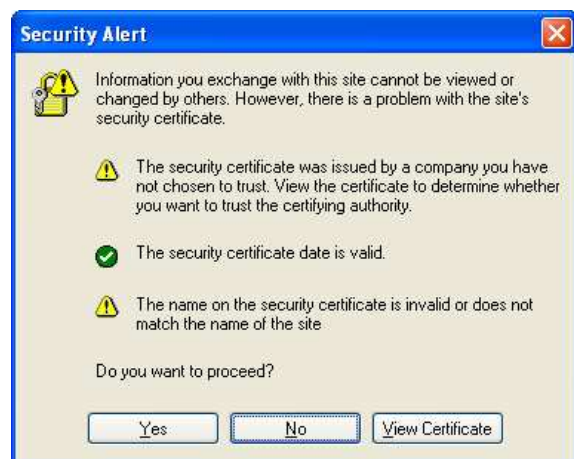 Security Alert
Information you exchange with this site cannot be viewed or
changed by others. However, there is a problem with the site's
security certificate.
The security certificate was issued by a company you have
not chosen to trust. View the certificate to determine whether
you want to trust the certifying authority.
The security certificate date is valid.
The name on the security certificate is invalid or does not
match the name of the site
Do you want to proceed?
Yes No View Certificate